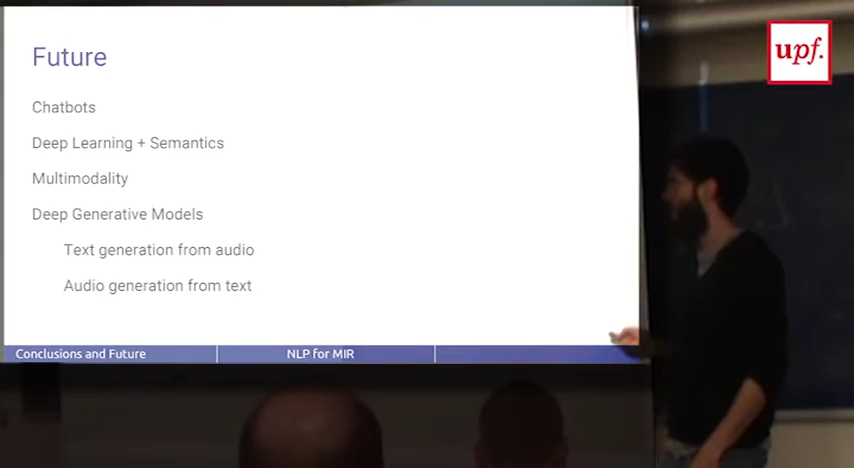 Future
Chatbots
Deep Learning + Semantics
Multimodality
Deep Generative Models
Text generation from audio
Audio generation from text
Conclusions and Future
NLP for MIR
upf.